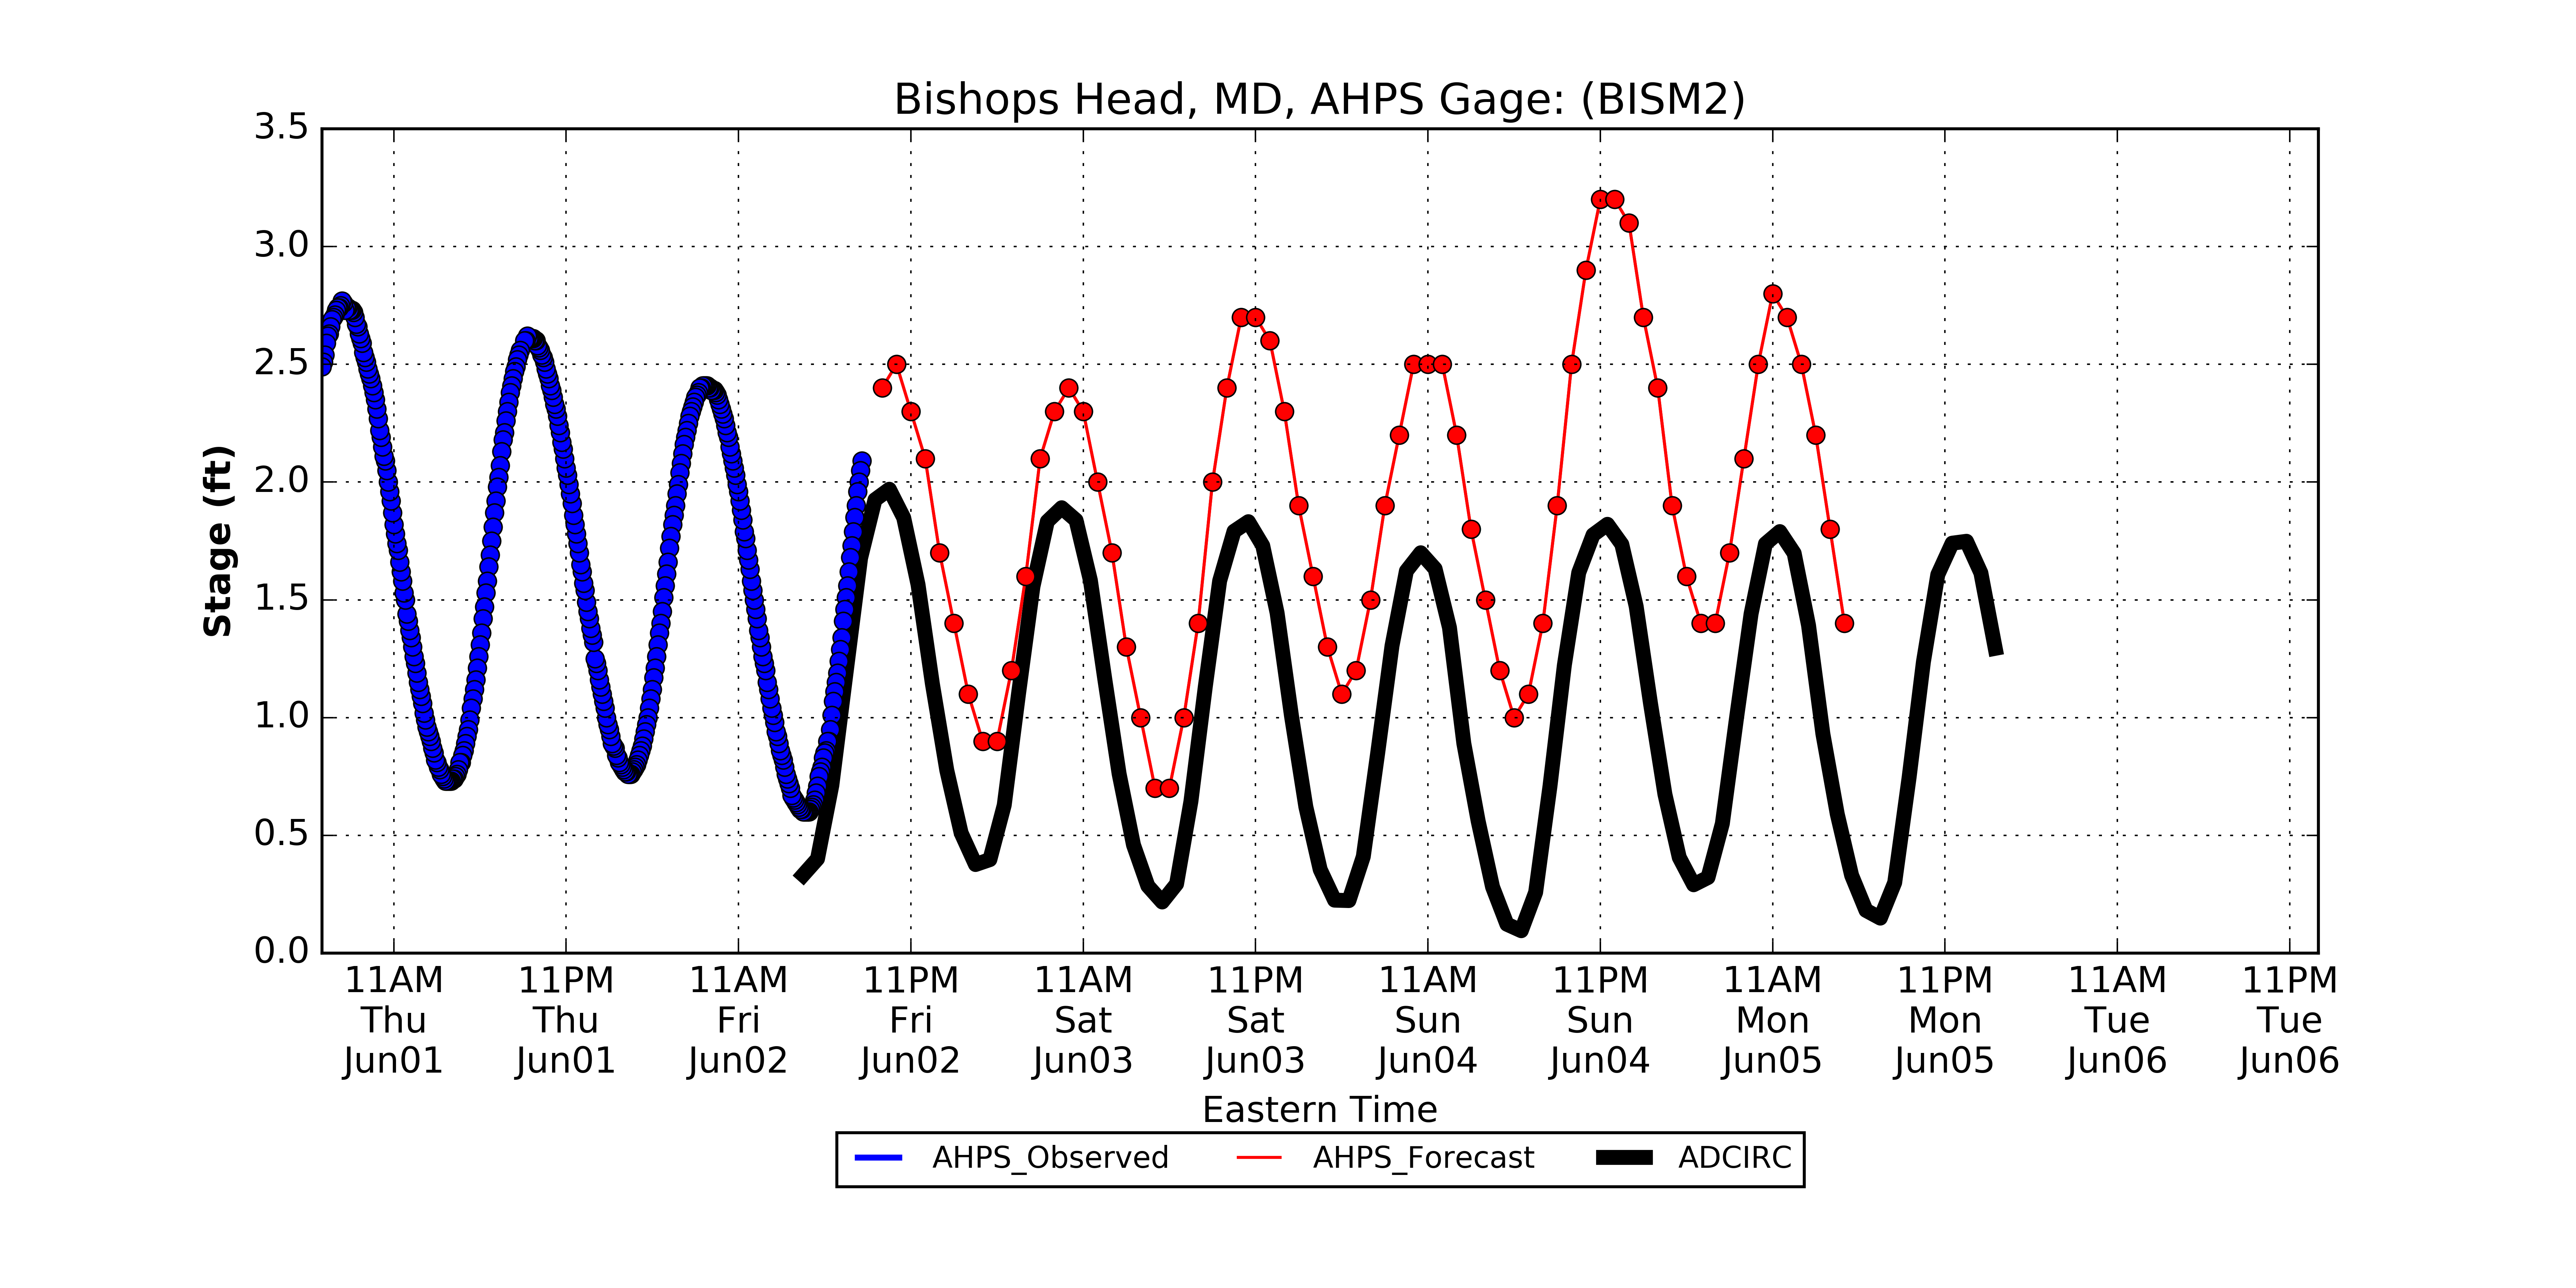 Bishops Head, MD, AHPS Gage: (BISM2)
3.5
3.0
2.5
2.0
1.5
1.0
0.5
0.0
Stage (ft)
11AM 11PM 11AM 11PM 11AM 11PM 11AM 11PM 11AM 11PM 11AM 11PM
Thu Thu Fri Fri Sat Sat Sun Sun Mon Mon Tue Tue
Jun01 Jun01 Jun02 Jun02 Jun03 Jun03 Jun04 Jun04 Jun05 Jun05 Jun06 Jun06
Eastern Time
AHPS_Observed AHPS_Forecast ADCIRC